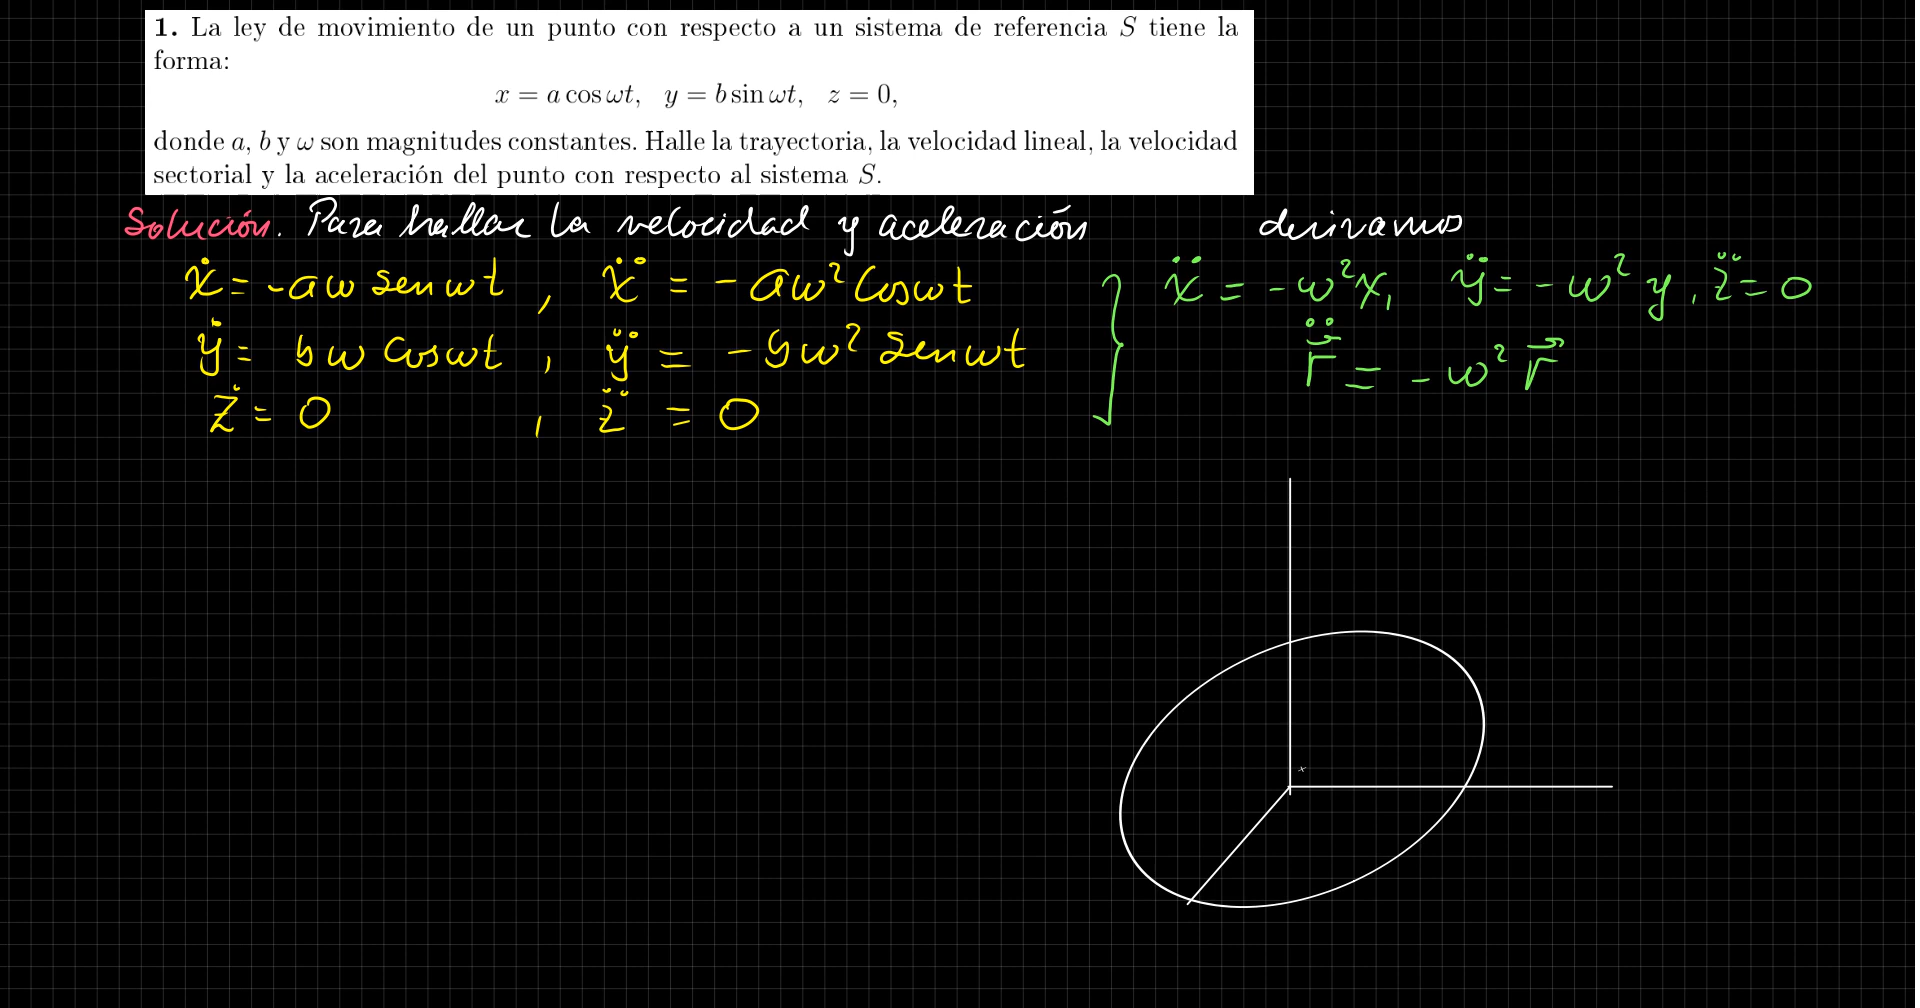 1. La ley de movimiento de un punto con respecto a un sistema de referencia S tiene la
forma:
x = a cos ωt, y = b sin ωt, z = 0,
donde a, b y ω son magnitudes constantes. Halle la trayectoria, la velocidad lineal, la velocidad
sectorial y la aceleración del punto con respecto al sistema S.
Solución. Para hallar la velocidad y aceleración derivamos
ẋ = -aω sen ωt , ẍ = -aω² cos ωt } ẍ = -ω²x, ÿ = -ω²y, z̈ = 0
ẏ = bω cos ωt , ÿ = -bω² sen ωt r⃗̈ = -ω² r⃗
ż = 0 , z̈ = 0
x